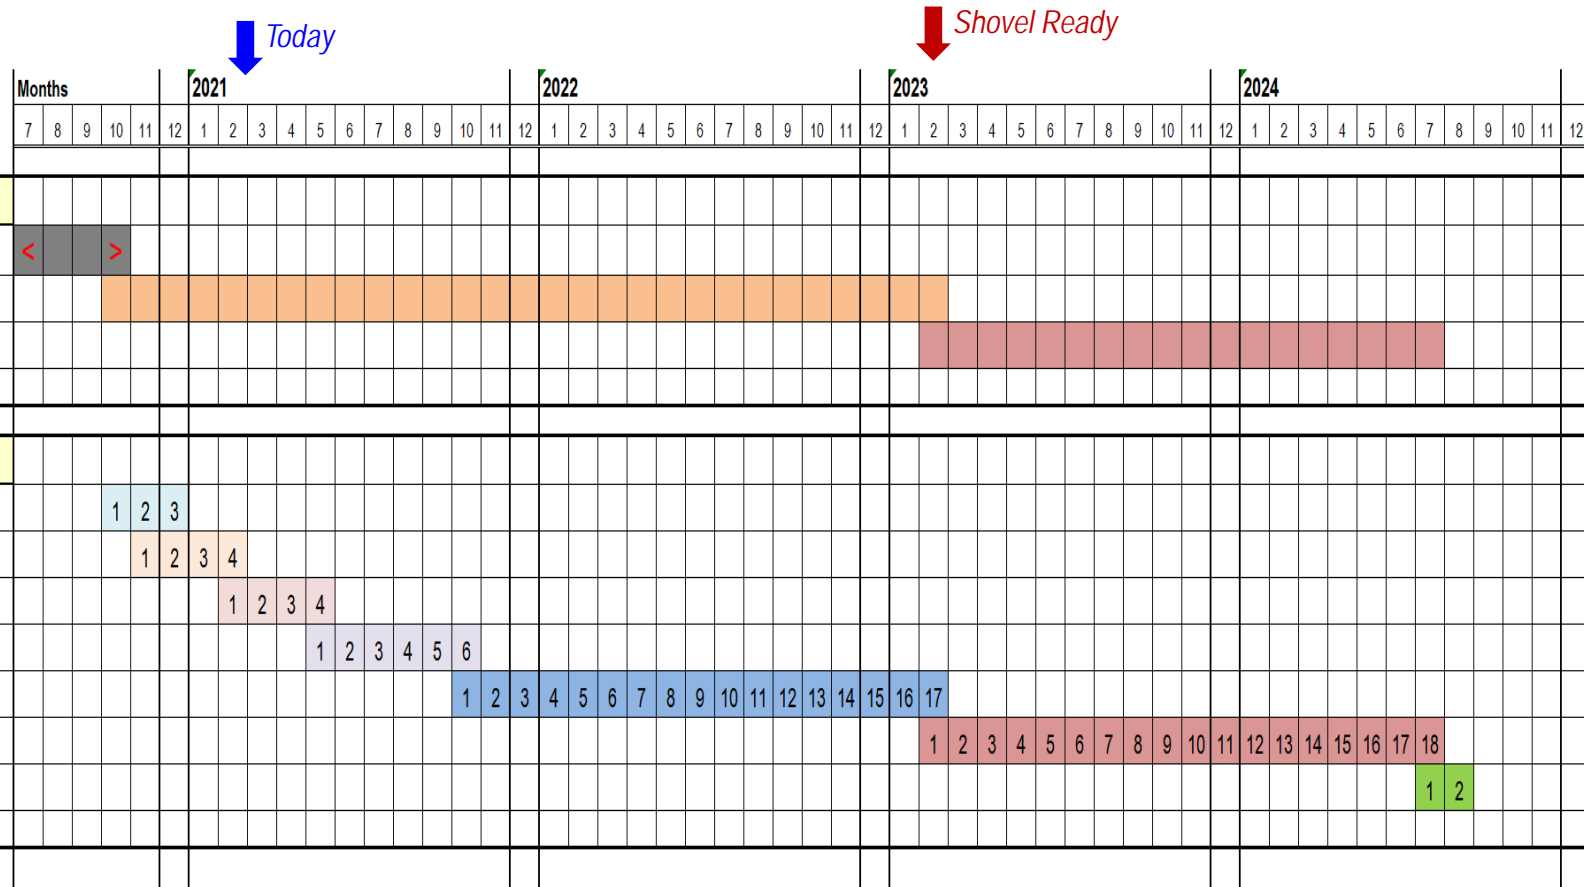 Today
Shovel Ready
Months 2021 2022 2023 2024
7 8 9 10 11 12 1 2 3 4 5 6 7 8 9 10 11 12 1 2 3 4 5 6 7 8 9 10 11 12 1 2 3 4 5 6 7 8 9 10 11 12 1 2 3 4 5 6 7 8 9 10 11 12
< >
1 2 3
1 2 3 4
1 2 3 4
1 2 3 4 5 6
1 2 3 4 5 6 7 8 9 10 11 12 13 14 15 16 17
1 2 3 4 5 6 7 8 9 10 11 12 13 14 15 16 17 18
1 2